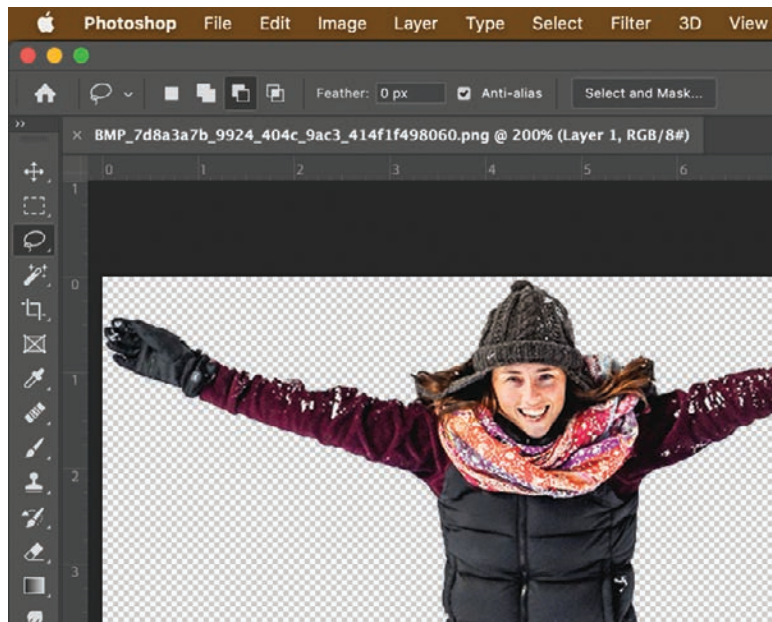 Photoshop File Edit Image Layer Type Select Filter 3D View
Feather: 0 px Anti-alias Select and Mask...
BMP_7d8a3a7b_9924_404c_9ac3_414f1f498060.png @ 200% (Layer 1, RGB/8#)
0 1 2 3 4 5 6
1
0
1
2
3